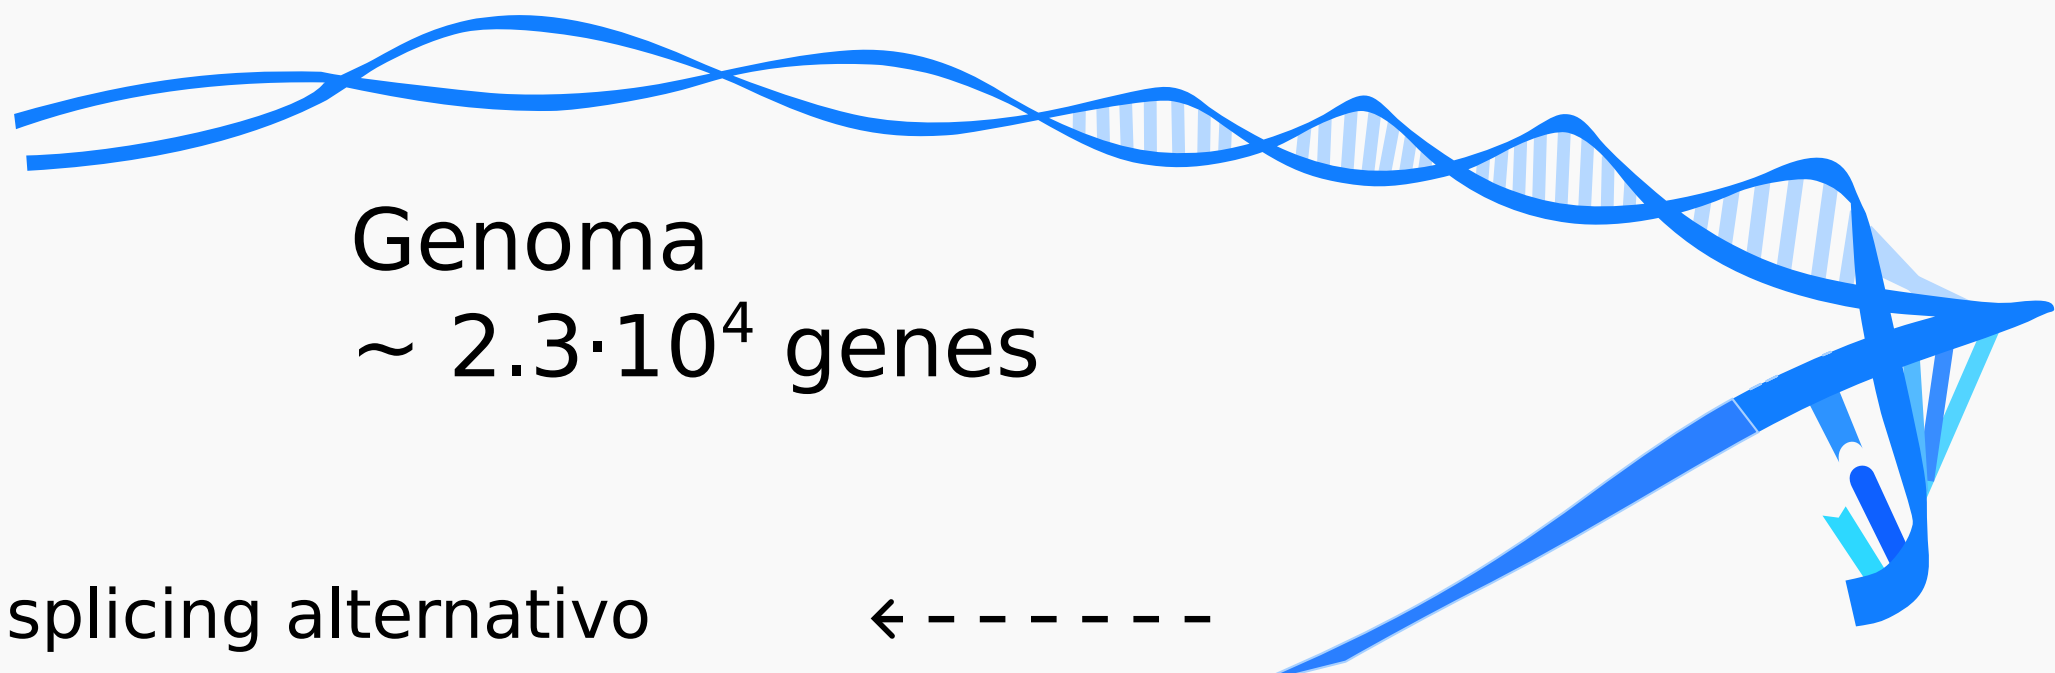 Genoma
~ 2.3·10⁴ genes
splicing alternativo